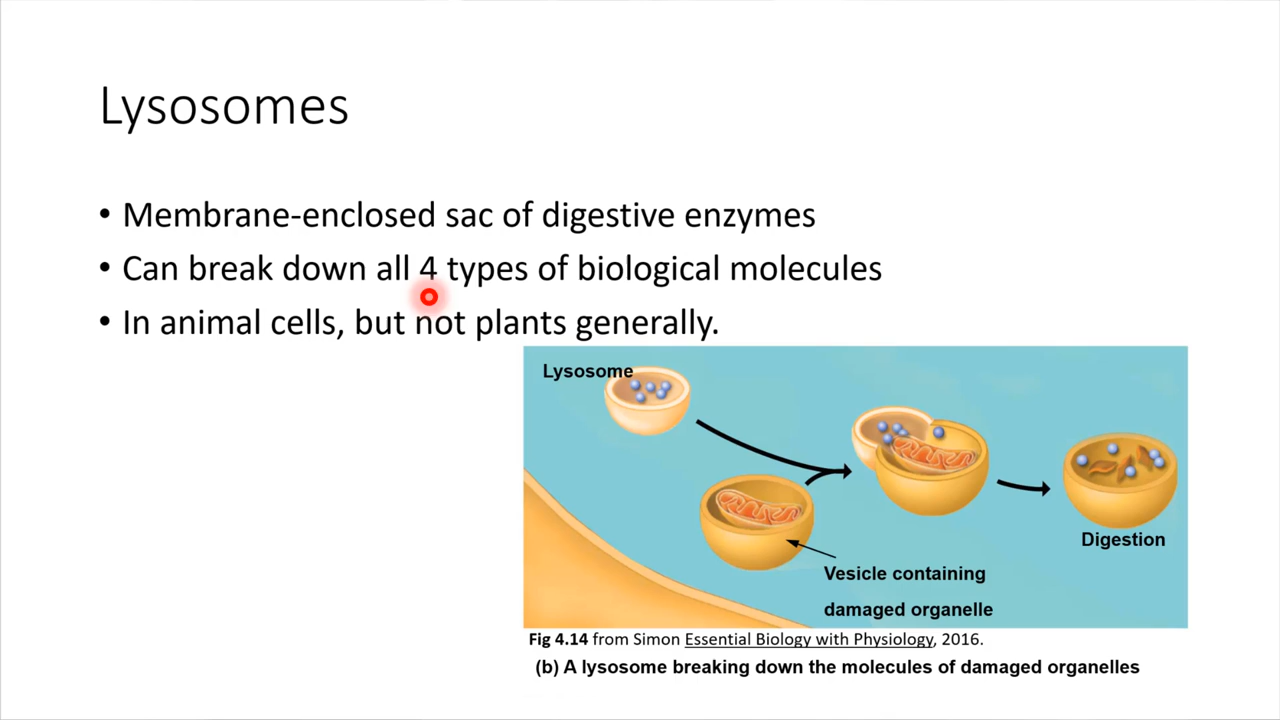 Lysosomes
• Membrane-enclosed sac of digestive enzymes
• Can break down all 4 types of biological molecules
• In animal cells, but not plants generally.
Lysosome
Digestion
Vesicle containing
damaged organelle
Fig 4.14 from Simon Essential Biology with Physiology, 2016.
(b) A lysosome breaking down the molecules of damaged organelles